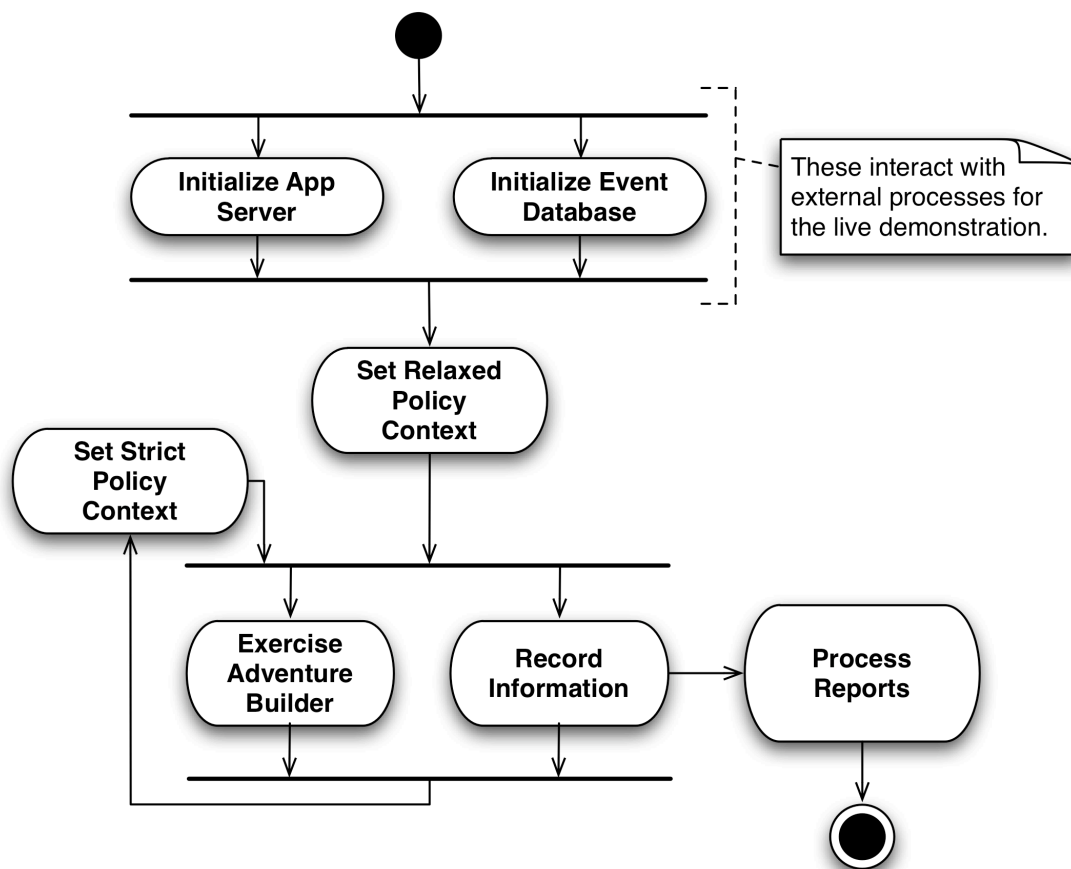 Initialize App
Server
Initialize Event
Database
These interact with
external processes for
the live demonstration.
Set Relaxed
Policy
Context
Set Strict
Policy
Context
Exercise
Adventure
Builder
Record
Information
Process
Reports